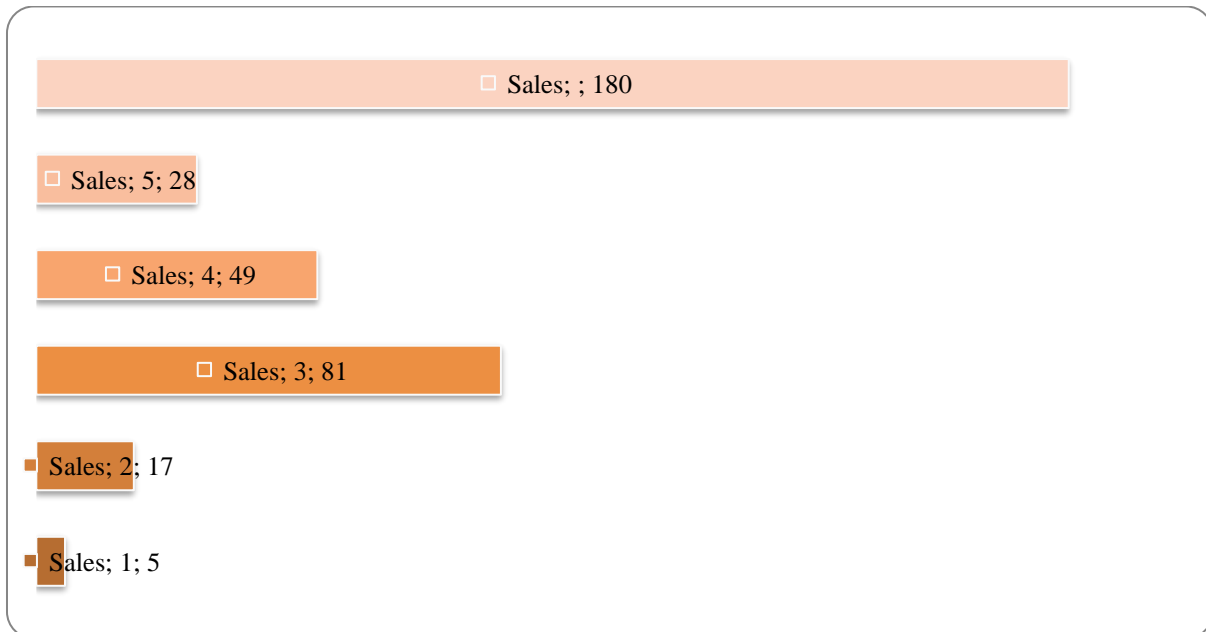 Sales; ; 180
Sales; 5; 28
Sales; 4; 49
Sales; 3; 81
Sales; 2; 17
Sales; 1; 5